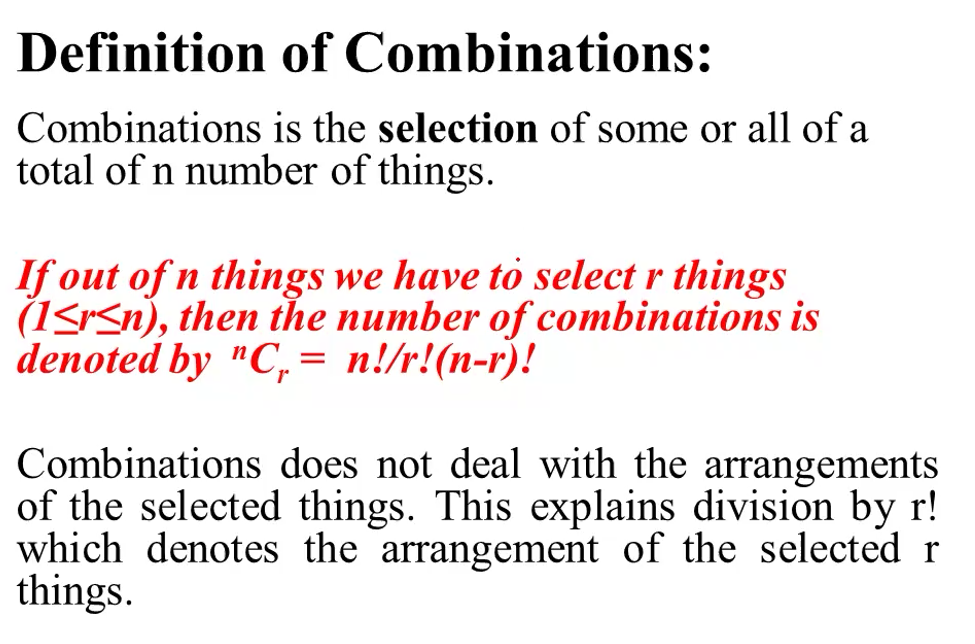 Definition of Combinations:
Combinations is the selection of some or all of a
total of n number of things.
If out of n things we have to select r things
(1≤r≤n), then the number of combinations is
denoted by ⁿCᵣ = n!/r!(n-r)!
Combinations does not deal with the arrangements
of the selected things. This explains division by r!
which denotes the arrangement of the selected r
things.